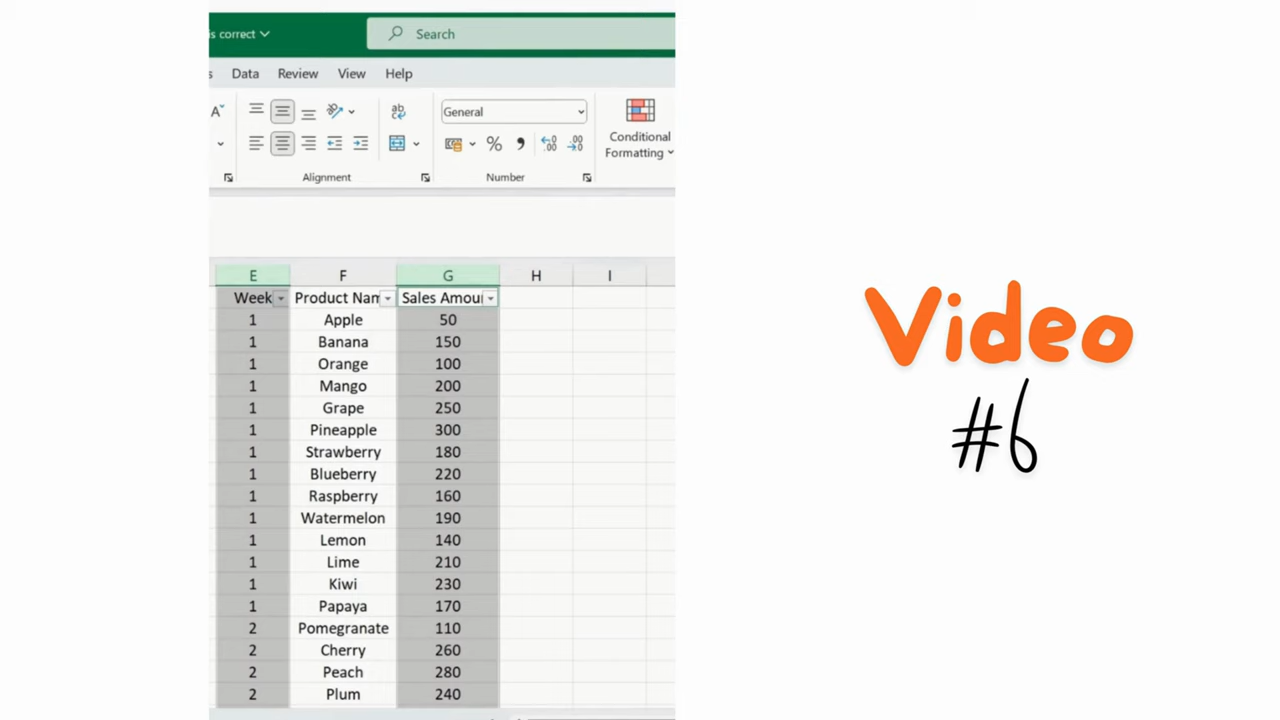 is correct
Search
s Data Review View Help
A
ab
General
Conditional
Formatting
%
Alignment
Number
E F G H I
Week Product Nam Sales Amou
1 Apple 50
1 Banana 150
1 Orange 100
1 Mango 200
1 Grape 250
1 Pineapple 300
1 Strawberry 180
1 Blueberry 220
1 Raspberry 160
1 Watermelon 190
1 Lemon 140
1 Lime 210
1 Kiwi 230
1 Papaya 170
2 Pomegranate 110
2 Cherry 260
2 Peach 280
2 Plum 240
Video
#6